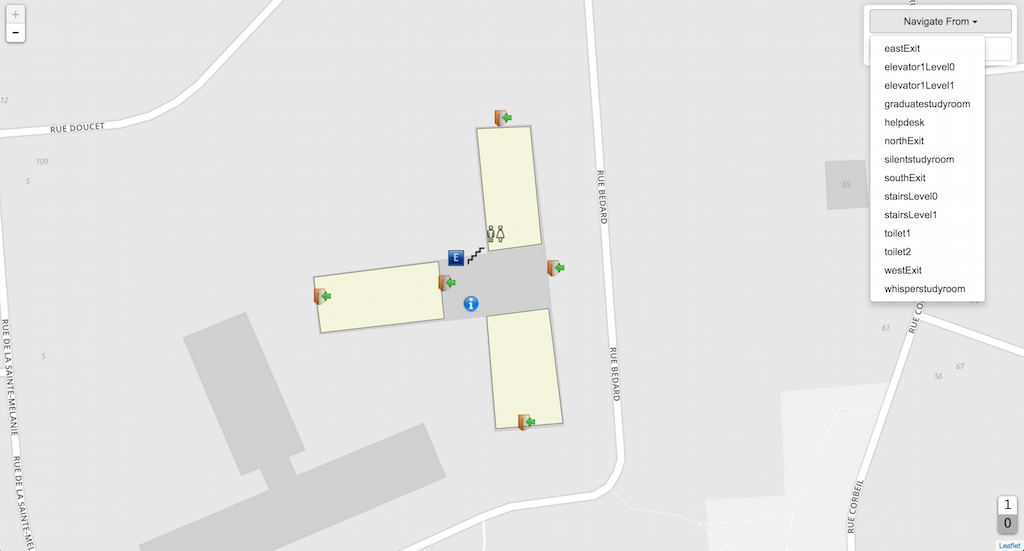 +
-
Navigate From
eastExit
elevator1Level0
elevator1Level1
graduatestudyroom
helpdesk
northExit
silentstudyroom
southExit
stairsLevel0
stairsLevel1
toilet1
toilet2
westExit
whisperstudyroom
12
RUE DOUCET
109
5
65
RUE BEDARD
E
i
RUE DE LA SAINTE-MELANIE
5
RUE BEDARD
61
67
56
RUE CO
RUE DE LA SAINTE-MEL
RUE CORBEIL
1
0
Leaflet